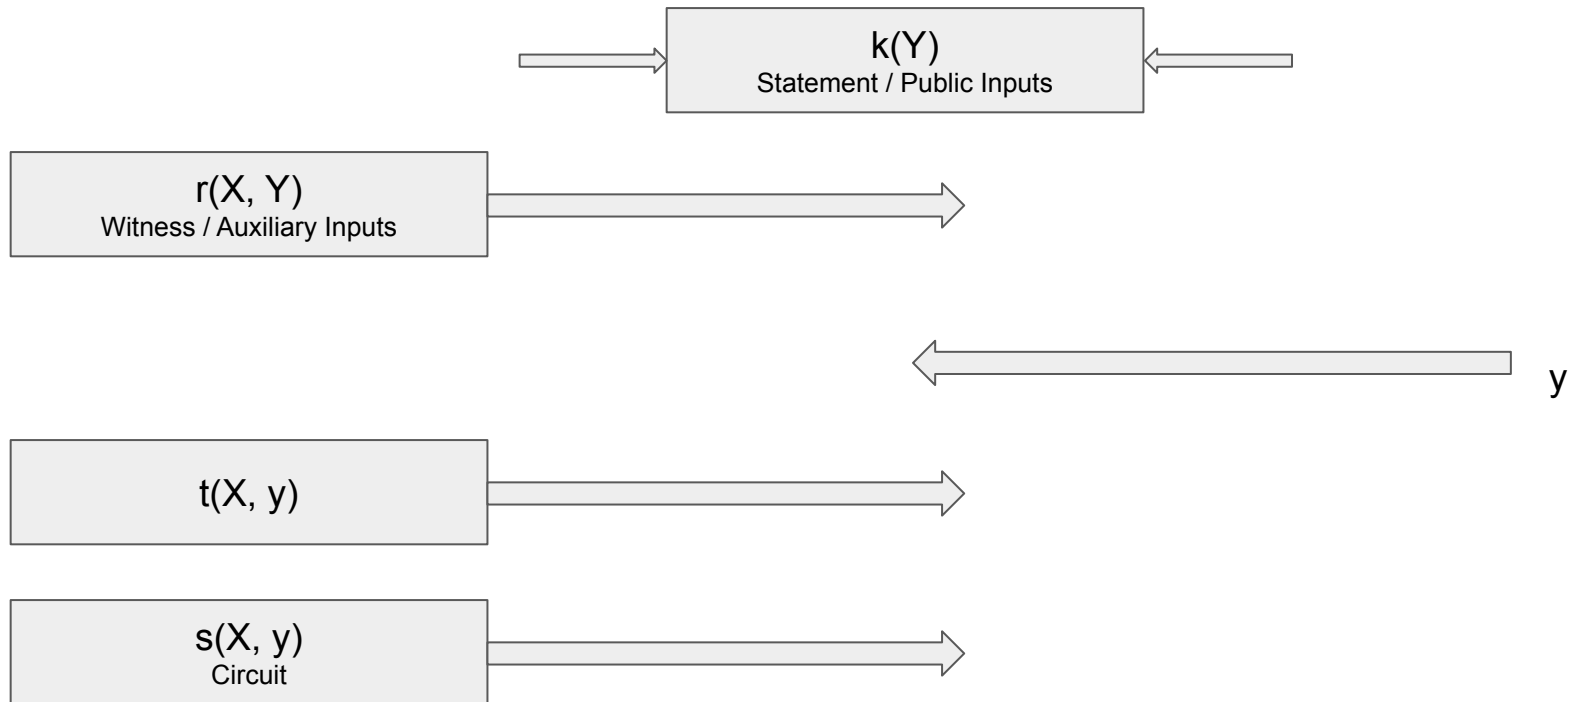 k(Y)
Statement / Public Inputs
r(X, Y)
Witness / Auxiliary Inputs
y
t(X, y)
s(X, y)
Circuit